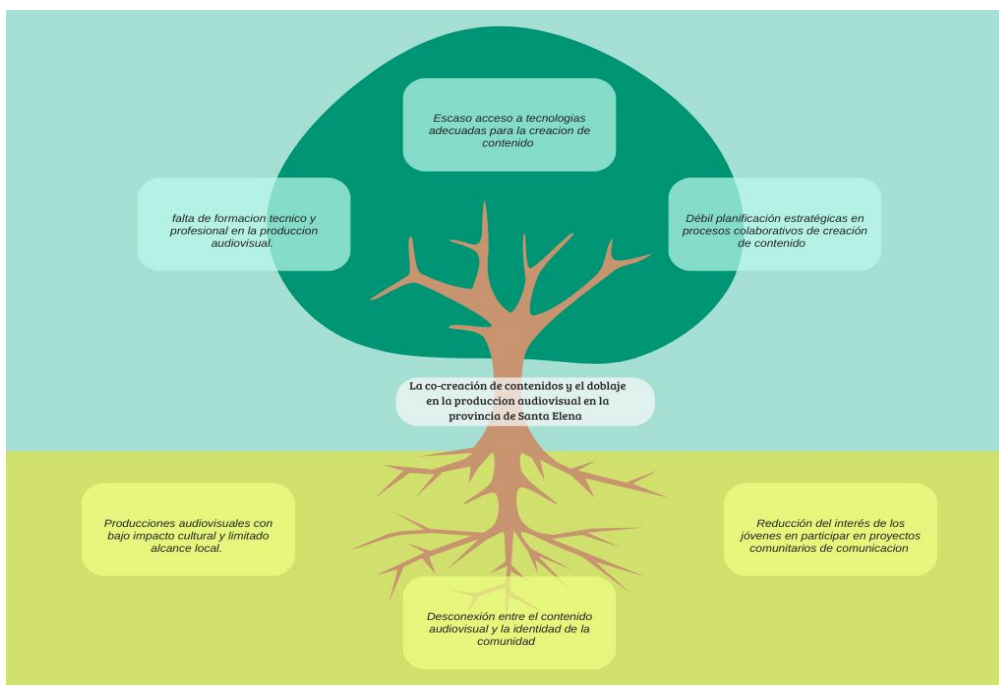 Escaso acceso a tecnologias
adecuadas para la creacion de
contenido
falta de formacion tecnico y
profesional en la produccion
audiovisual.
Débil planificación estratégicas en
procesos colaborativos de creación
de contenido
La co-creación de contenidos y el doblaje
en la produccion audiovisual en la
provincia de Santa Elena
Producciones audiovisuales con
bajo impacto cultural y limitado
alcance local.
Reducción del interés de los
jóvenes en participar en proyectos
comunitarios de comunicacion
Desconexión entre el contenido
audiovisual y la identidad de la
comunidad